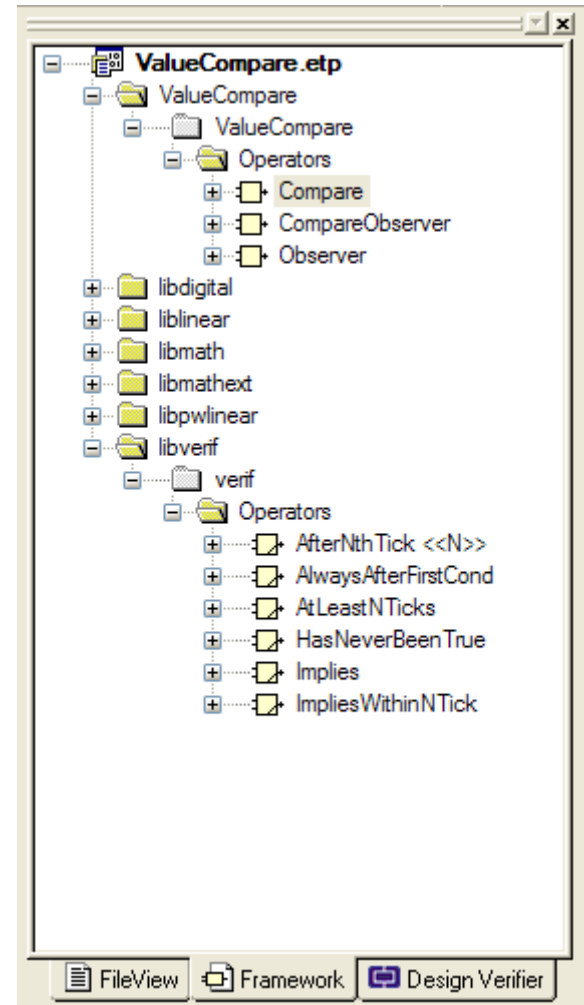 ValueCompare.etp
ValueCompare
ValueCompare
Operators
Compare
CompareObserver
Observer
libdigital
liblinear
libmath
libmathext
libpwlinear
libverif
verif
Operators
AfterNthTick <<N>>
AlwaysAfterFirstCond
AtLeastNTicks
HasNeverBeenTrue
Implies
ImpliesWithinNTick
FileView Framework Design Verifier